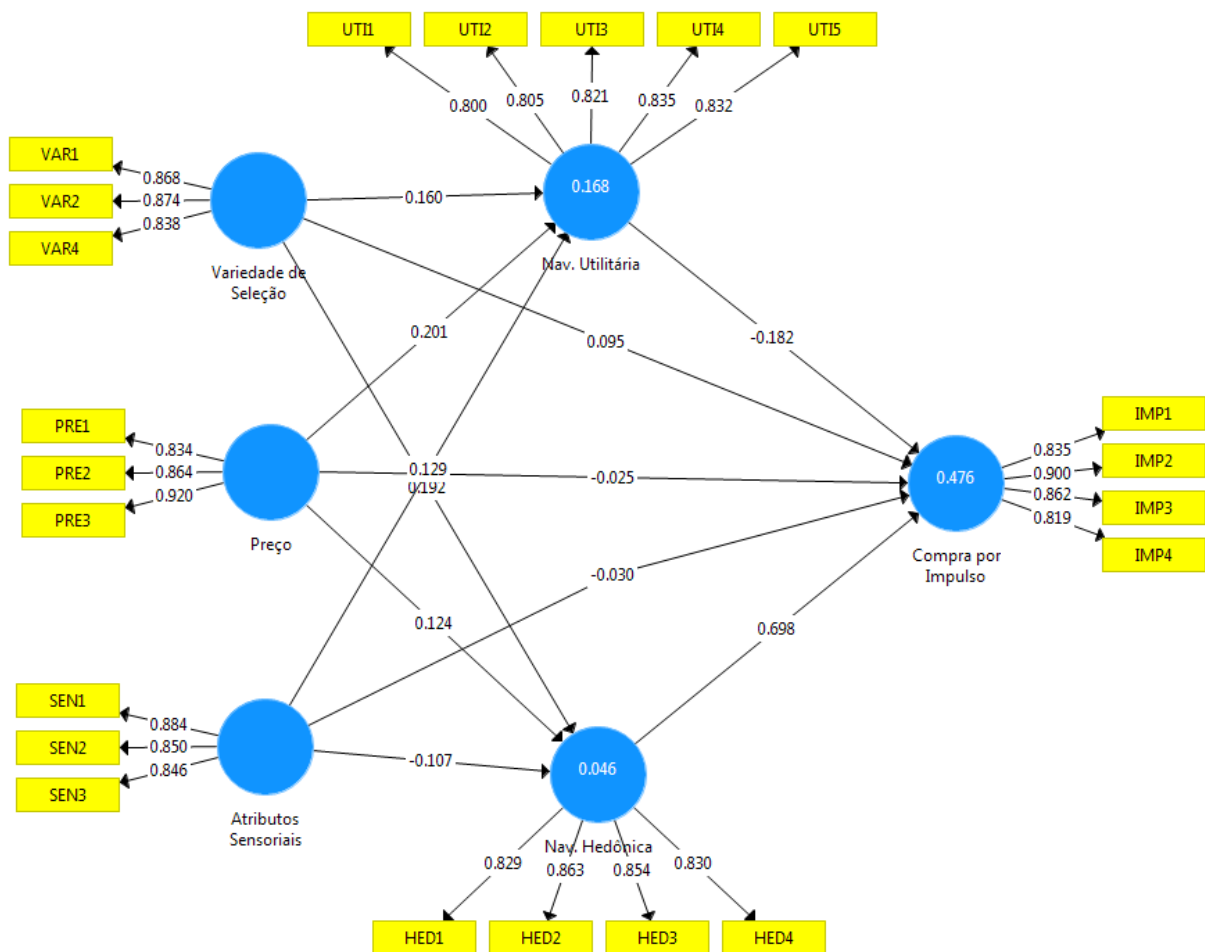 UTI1 UTI2 UTI3 UTI4 UTI5
0.800 0.805 0.821 0.835 0.832
VAR1
VAR2
VAR4
0.868
0.874
0.838
Variedade de
Seleção
0.160
0.168
Nav. Utilitária
0.201
0.095
-0.182
PRE1
PRE2
PRE3
0.834
0.864
0.920
Preço
0.129
0.192
-0.025
0.476
Compra por
Impulso
0.835
0.900
0.862
0.819
IMP1
IMP2
IMP3
IMP4
-0.030
0.124
0.698
SEN1
SEN2
SEN3
0.884
0.850
0.846
Atributos
Sensoriais
-0.107
0.046
Nav. Hedônica
0.829 0.863 0.854 0.830
HED1 HED2 HED3 HED4